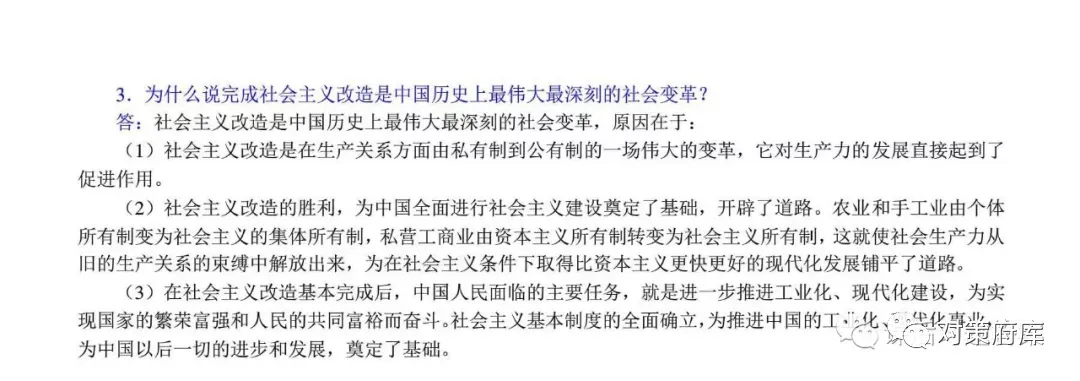 3．为什么说完成社会主义改造是中国历史上最伟大最深刻的社会变革？
答：社会主义改造是中国历史上最伟大最深刻的社会变革，原因在于：
（1）社会主义改造是在生产关系方面由私有制到公有制的一场伟大的变革，它对生产力的发展直接起到了
促进作用。
（2）社会主义改造的胜利，为中国全面进行社会主义建设奠定了基础，开辟了道路。农业和手工业由个体
所有制变为社会主义的集体所有制，私营工商业由资本主义所有制转变为社会主义所有制，这就使社会生产力从
旧的生产关系的束缚中解放出来，为在社会主义条件下取得比资本主义更快更好的现代化发展铺平了道路。
（3）在社会主义改造基本完成后，中国人民面临的主要任务，就是进一步推进工业化、现代化建设，为实
现国家的繁荣富强和人民的共同富裕而奋斗。社会主义基本制度的全面确立，为推进中国的工业化、现代化事业，
为中国以后一切的进步和发展，奠定了基础。
对策府库